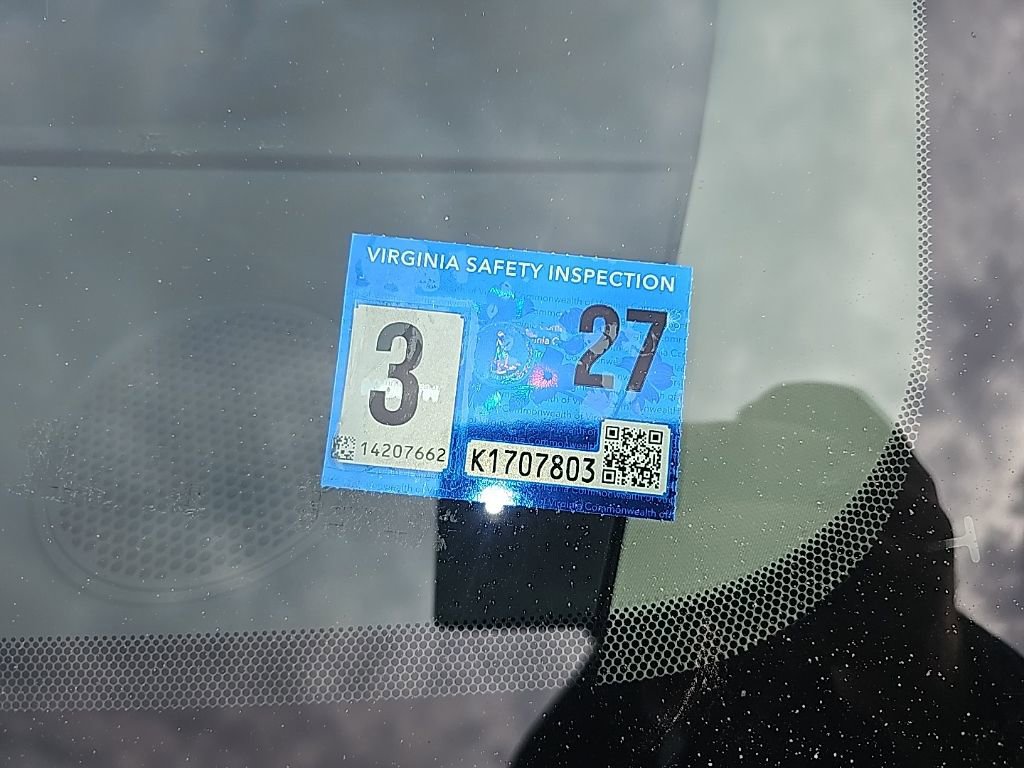 VIRGINIA SAFETY INSPECTION
3 27
14207662
K1707803